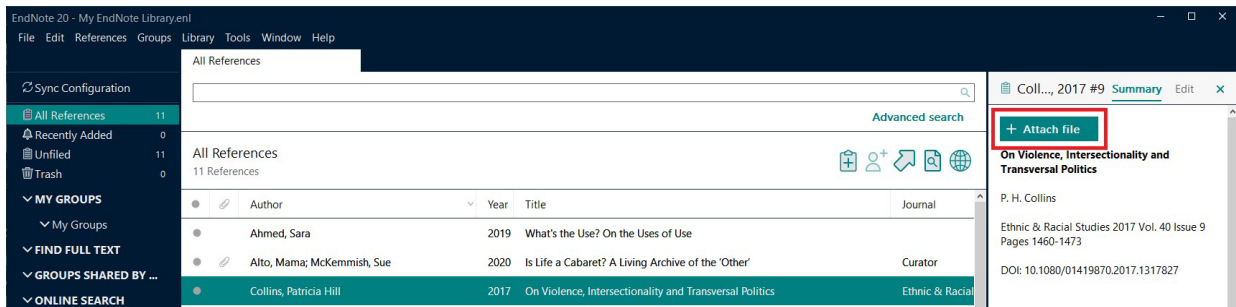 EndNote 20 - My EndNote Library.enl
File Edit References Groups Library Tools Window Help
All References
Sync Configuration
All References 11
Recently Added 0
Unfiled 11
Trash 0
MY GROUPS
My Groups
FIND FULL TEXT
GROUPS SHARED BY ...
ONLINE SEARCH
Advanced search
All References
11 References
Author Year Title Journal
Ahmed, Sara 2019 What's the Use? On the Uses of Use
Alto, Mama; McKemmish, Sue 2020 Is Life a Cabaret? A Living Archive of the 'Other' Curator
Collins, Patricia Hill 2017 On Violence, Intersectionality and Transversal Politics Ethnic & Racial
Coll..., 2017 #9 Summary Edit
+ Attach file
On Violence, Intersectionality and
Transversal Politics
P. H. Collins
Ethnic & Racial Studies 2017 Vol. 40 Issue 9
Pages 1460-1473
DOI: 10.1080/01419870.2017.1317827